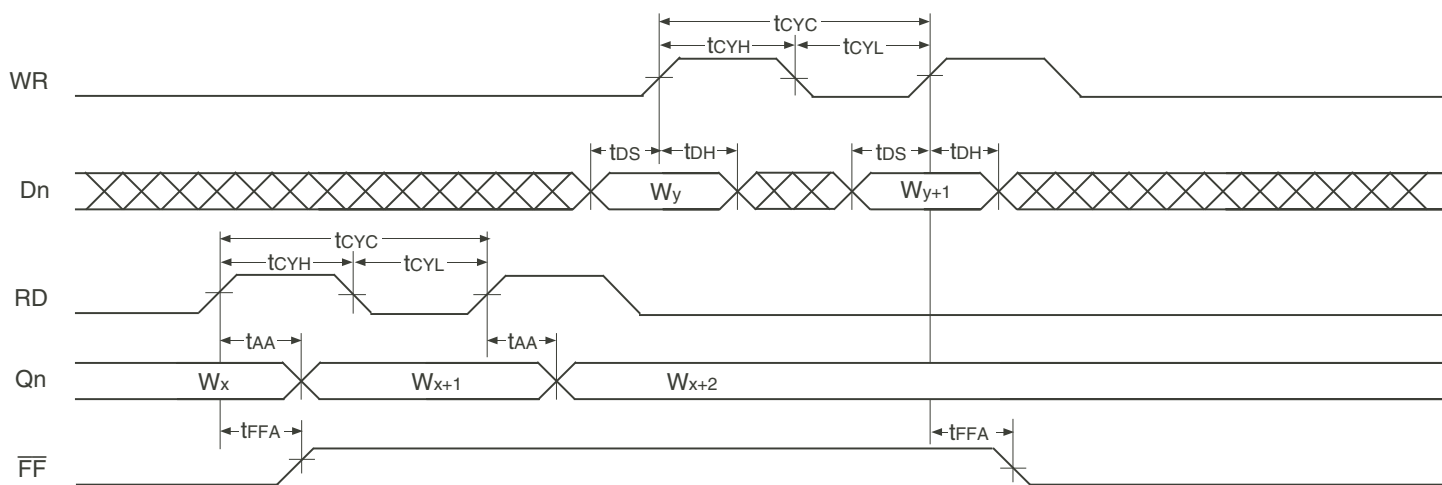 tCYC
tCYH tCYL
WR
tDS tDH tDS tDH
Dn Wy Wy+1
tCYC
tCYH tCYL
RD
tAA tAA
Qn Wx Wx+1 Wx+2
tFFA tFFA
F̅F̅